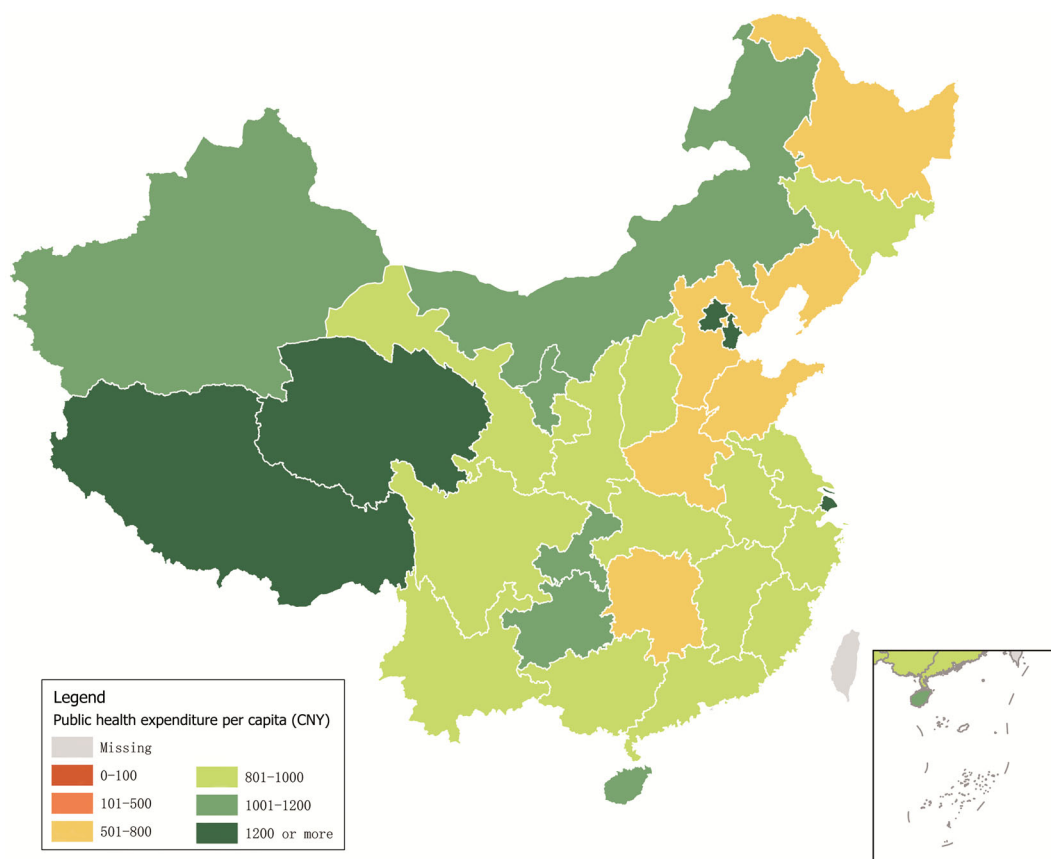 Legend
Public health expenditure per capita (CNY)
Missing
0-100
101-500
501-800
801-1000
1001-1200
1200 or more